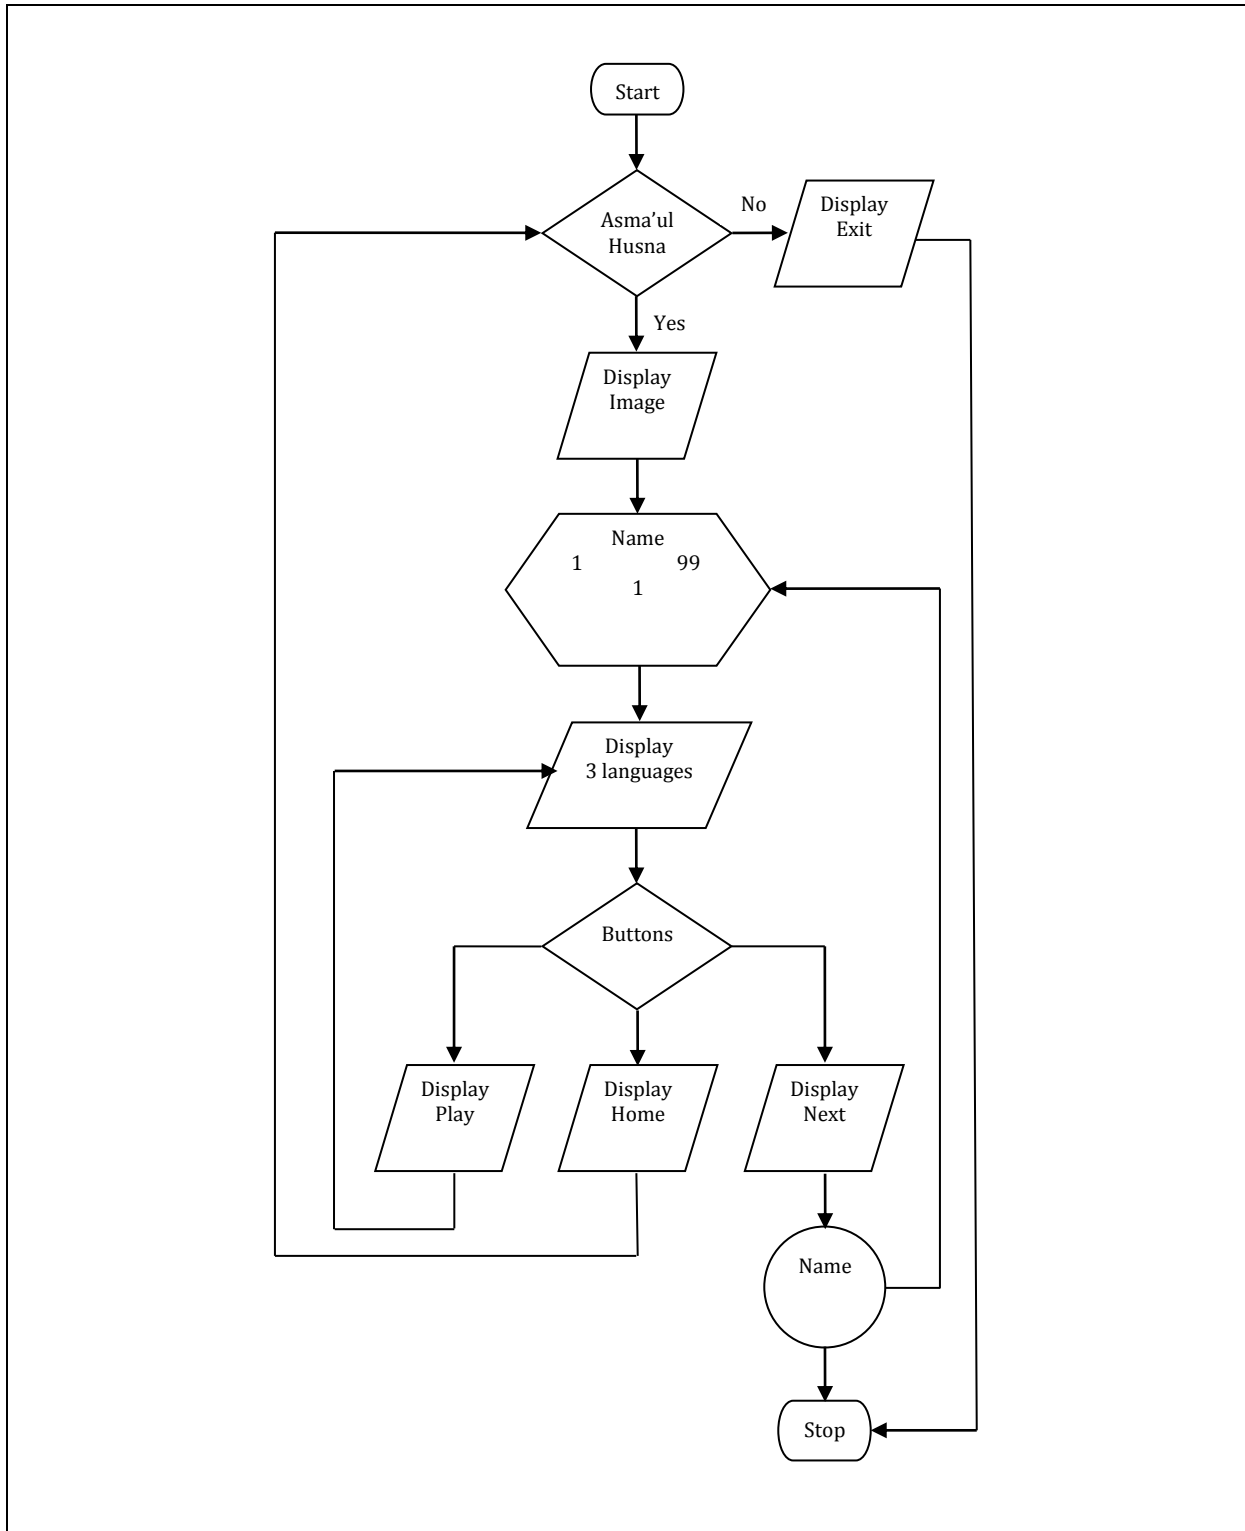 Start
Asma’ul
Husna
No
Display
Exit
Yes
Display
Image
Name
1 99
1
Display
3 languages
Buttons
Display
Play
Display
Home
Display
Next
Name
Stop